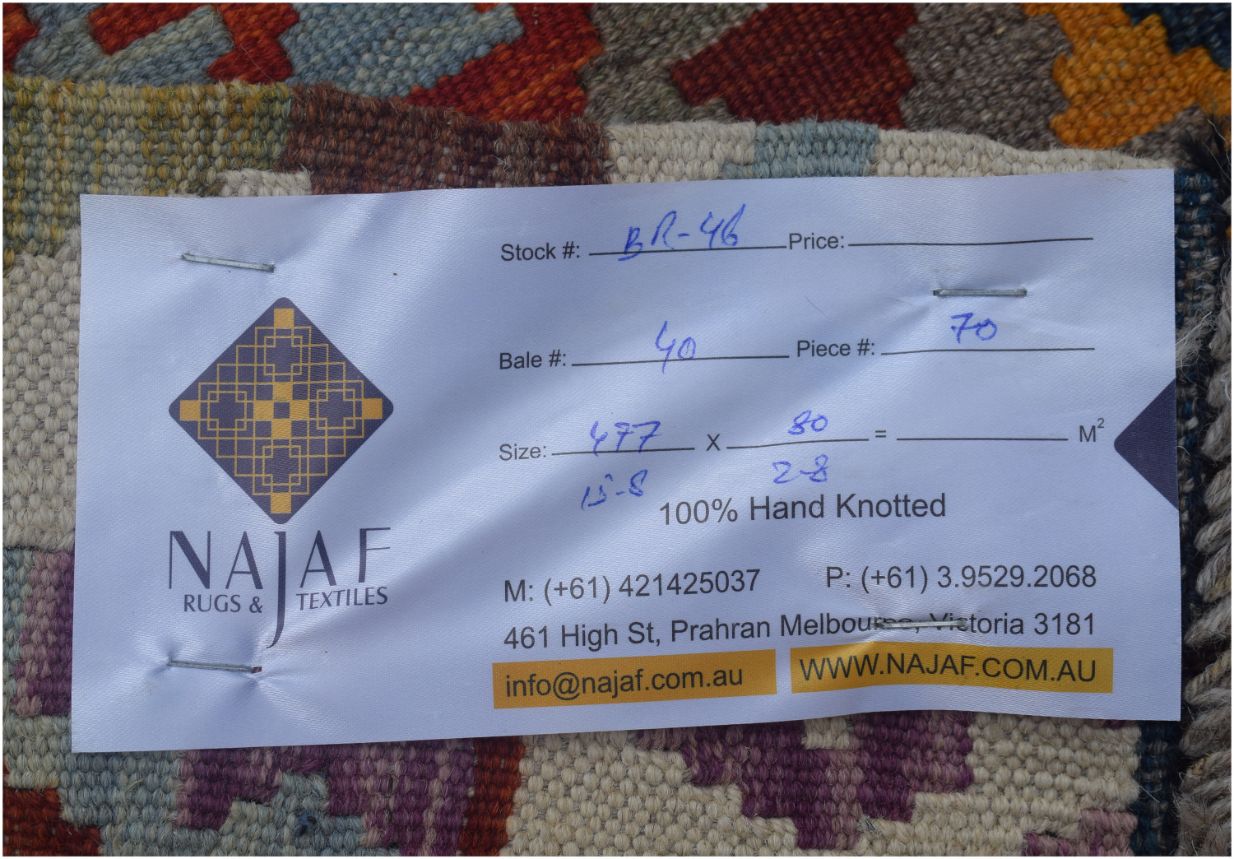 Stock #: BR-46 Price:
Bale #: 40 Piece #: 70
Size: 477 X 80 = M²
15-8 2-8
100% Hand Knotted
NAJAF
RUGS & TEXTILES
M: (+61) 421425037 P: (+61) 3.9529.2068
461 High St, Prahran Melbourne, Victoria 3181
info@najaf.com.au WWW.NAJAF.COM.AU